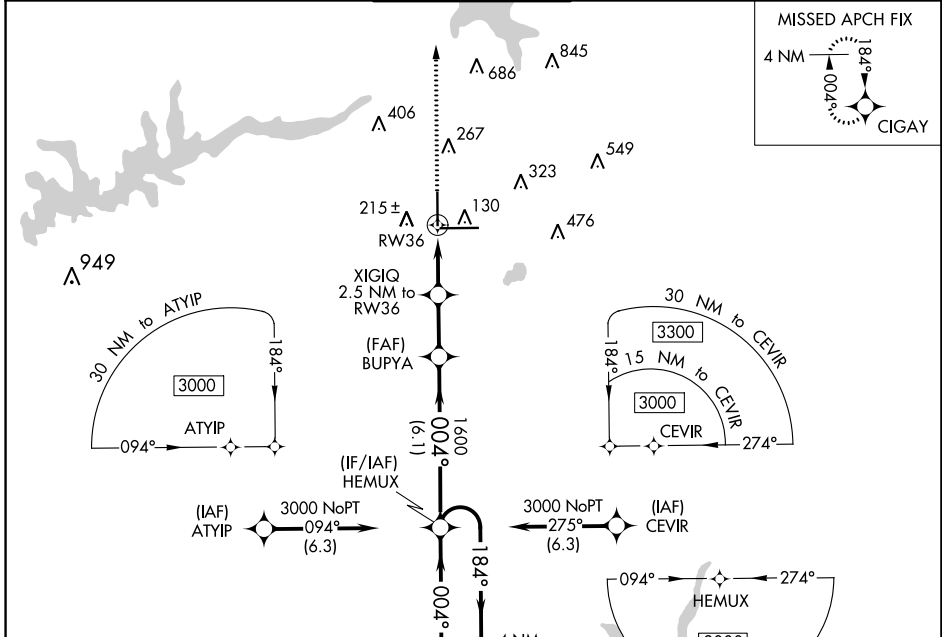 MISSED APCH FIX
4 NM
184°
004°
CIGAY
845
686
406
267
549
323
215 ±
130
RW36
476
949
XIGIQ
2.5 NM to
RW36
(FAF)
BUPYA
30 NM to ATYIP
184°
3000
094°
ATYIP
30 NM to CEVIR
3300
184°
15 NM to CEVIR
3000
CEVIR
274°
1600
004°
(6.1)
(IF/IAF)
HEMUX
(IAF)
ATYIP
3000 NoPT
094°
(6.3)
3000 NoPT
275°
(6.3)
(IAF)
CEVIR
184°
004°
094°
274°
HEMUX
4 NM